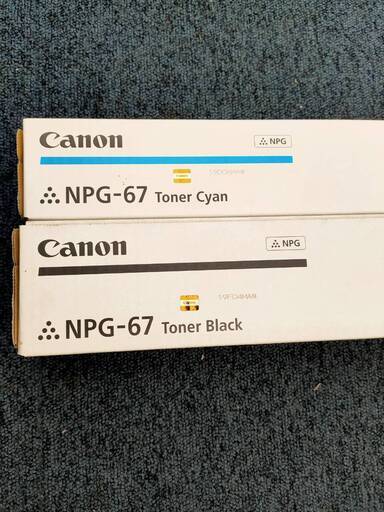 Canon
NPG
NPG-67 Toner Cyan
Canon
NPG
NPG-67 Toner Black